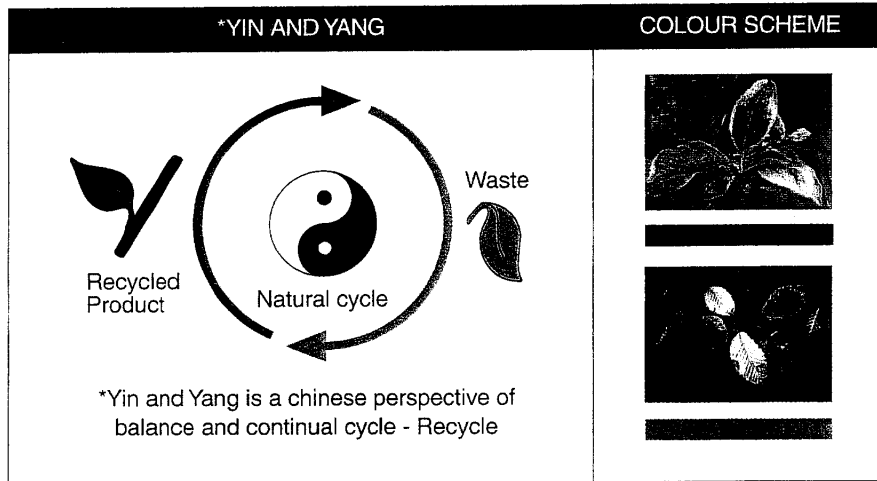 *YIN AND YANG
COLOUR SCHEME
Waste
Recycled
Product
Natural cycle
*Yin and Yang is a chinese perspective of
balance and continual cycle - Recycle